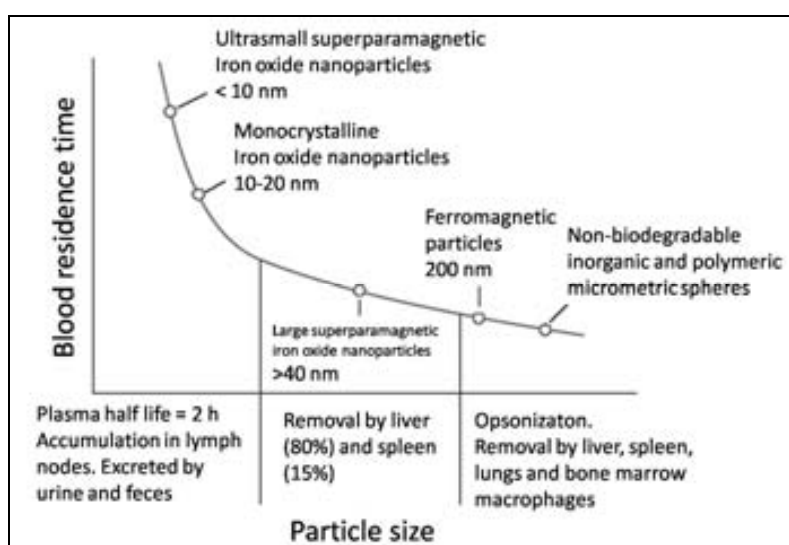 Ultrasmall superparamagnetic
Iron oxide nanoparticles
< 10 nm
Monocrystalline
Iron oxide nanoparticles
10-20 nm
Ferromagnetic
particles
200 nm
Non-biodegradable
inorganic and polymeric
micrometric spheres
Large superparamagnetic
iron oxide nanoparticles
>40 nm
Blood residence time
Plasma half life = 2 h
Accumulation in lymph
nodes. Excreted by
urine and feces
Removal by liver
(80%) and spleen
(15%)
Opsonizaton.
Removal by liver, spleen,
lungs and bone marrow
macrophages
Particle size